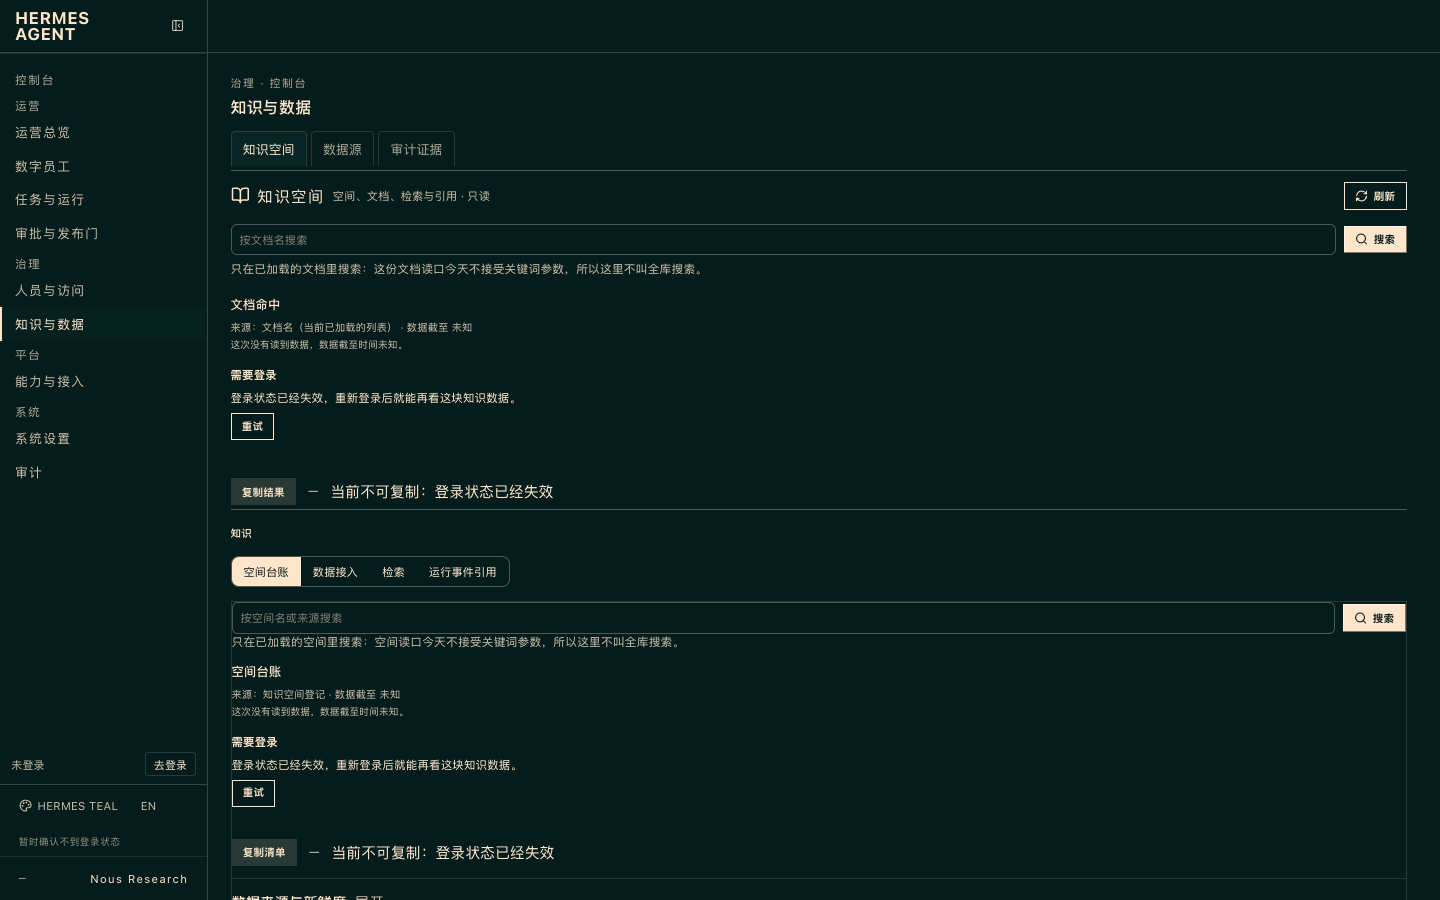 HERMES
AGENT
控制台
运营
运营总览
数字员工
任务与运行
审批与发布门
治理
人员与访问
知识与数据
平台
能力与接入
系统
系统设置
审计
未登录
去登录
HERMES TEAL
EN
暂时确认不到登录状态
—
Nous Research
治理 · 控制台
知识与数据
知识空间
数据源
审计证据
知识空间 空间、文档、检索与引用 · 只读
刷新
按文档名搜索
搜索
只在已加载的文档里搜索：这份文档读口今天不接受关键词参数，所以这里不叫全库搜索。
文档命中
来源：文档名（当前已加载的列表） · 数据截至 未知
这次没有读到数据，数据截至时间未知。
需要登录
登录状态已经失效，重新登录后就能再看这块知识数据。
重试
复制结果 — 当前不可复制：登录状态已经失效
知识
空间台账
数据接入
检索
运行事件引用
按空间名或来源搜索
搜索
只在已加载的空间里搜索：空间读口今天不接受关键词参数，所以这里不叫全库搜索。
空间台账
来源：知识空间登记 · 数据截至 未知
这次没有读到数据，数据截至时间未知。
需要登录
登录状态已经失效，重新登录后就能再看这块知识数据。
重试
复制清单 — 当前不可复制：登录状态已经失效
数据来源与新鲜度 展开